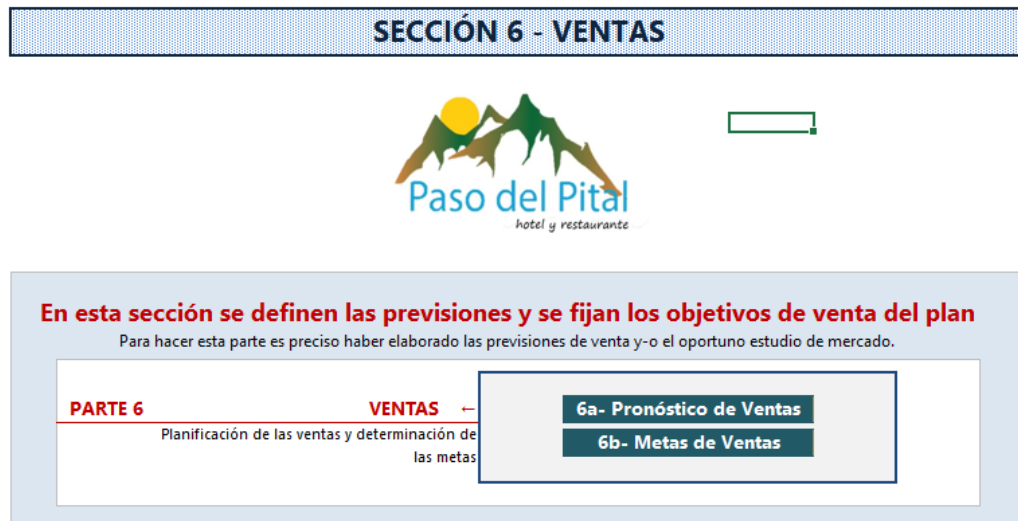 SECCIÓN 6 - VENTAS
Paso del Pital
hotel y restaurante
En esta sección se definen las previsiones y se fijan los objetivos de venta del plan
Para hacer esta parte es preciso haber elaborado las previsiones de venta y-o el oportuno estudio de mercado.
PARTE 6 VENTAS ←
Planificación de las ventas y determinación de
las metas
6a- Pronóstico de Ventas
6b- Metas de Ventas